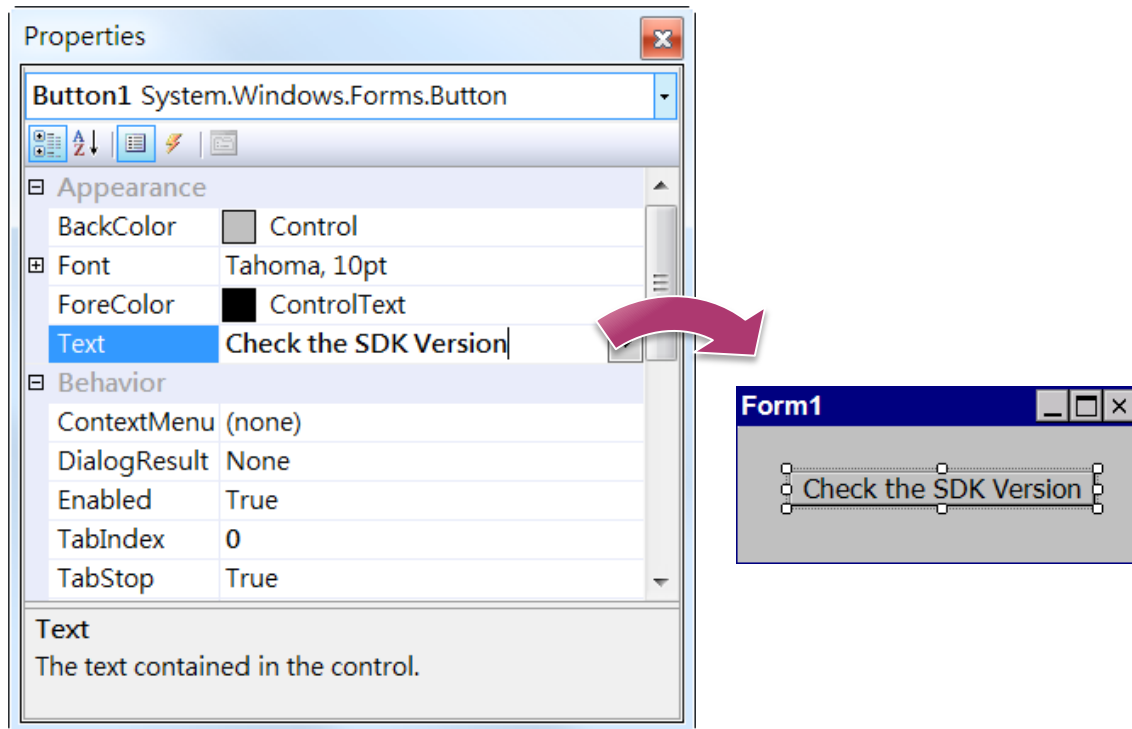 Properties
Button1 System.Windows.Forms.Button
A
Z
Appearance
BackColor Control
Font Tahoma, 10pt
ForeColor ControlText
Text Check the SDK Version
Behavior
ContextMenu (none)
DialogResult None
Enabled True
TabIndex 0
TabStop True
Text
The text contained in the control.
Form1
Check the SDK Version